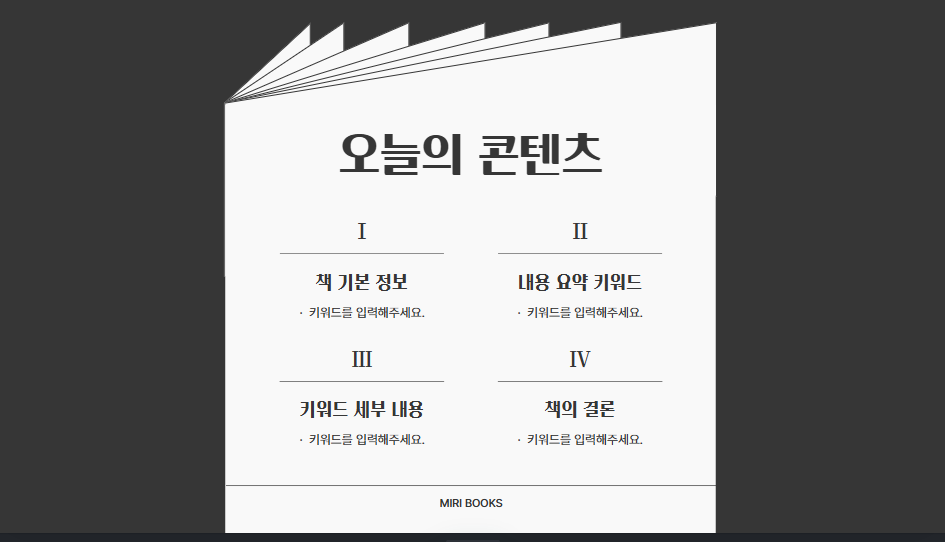 오늘의 콘텐츠
I
책 기본 정보
· 키워드를 입력해주세요.
II
내용 요약 키워드
· 키워드를 입력해주세요.
III
키워드 세부 내용
· 키워드를 입력해주세요.
IV
책의 결론
· 키워드를 입력해주세요.
MIRI BOOKS